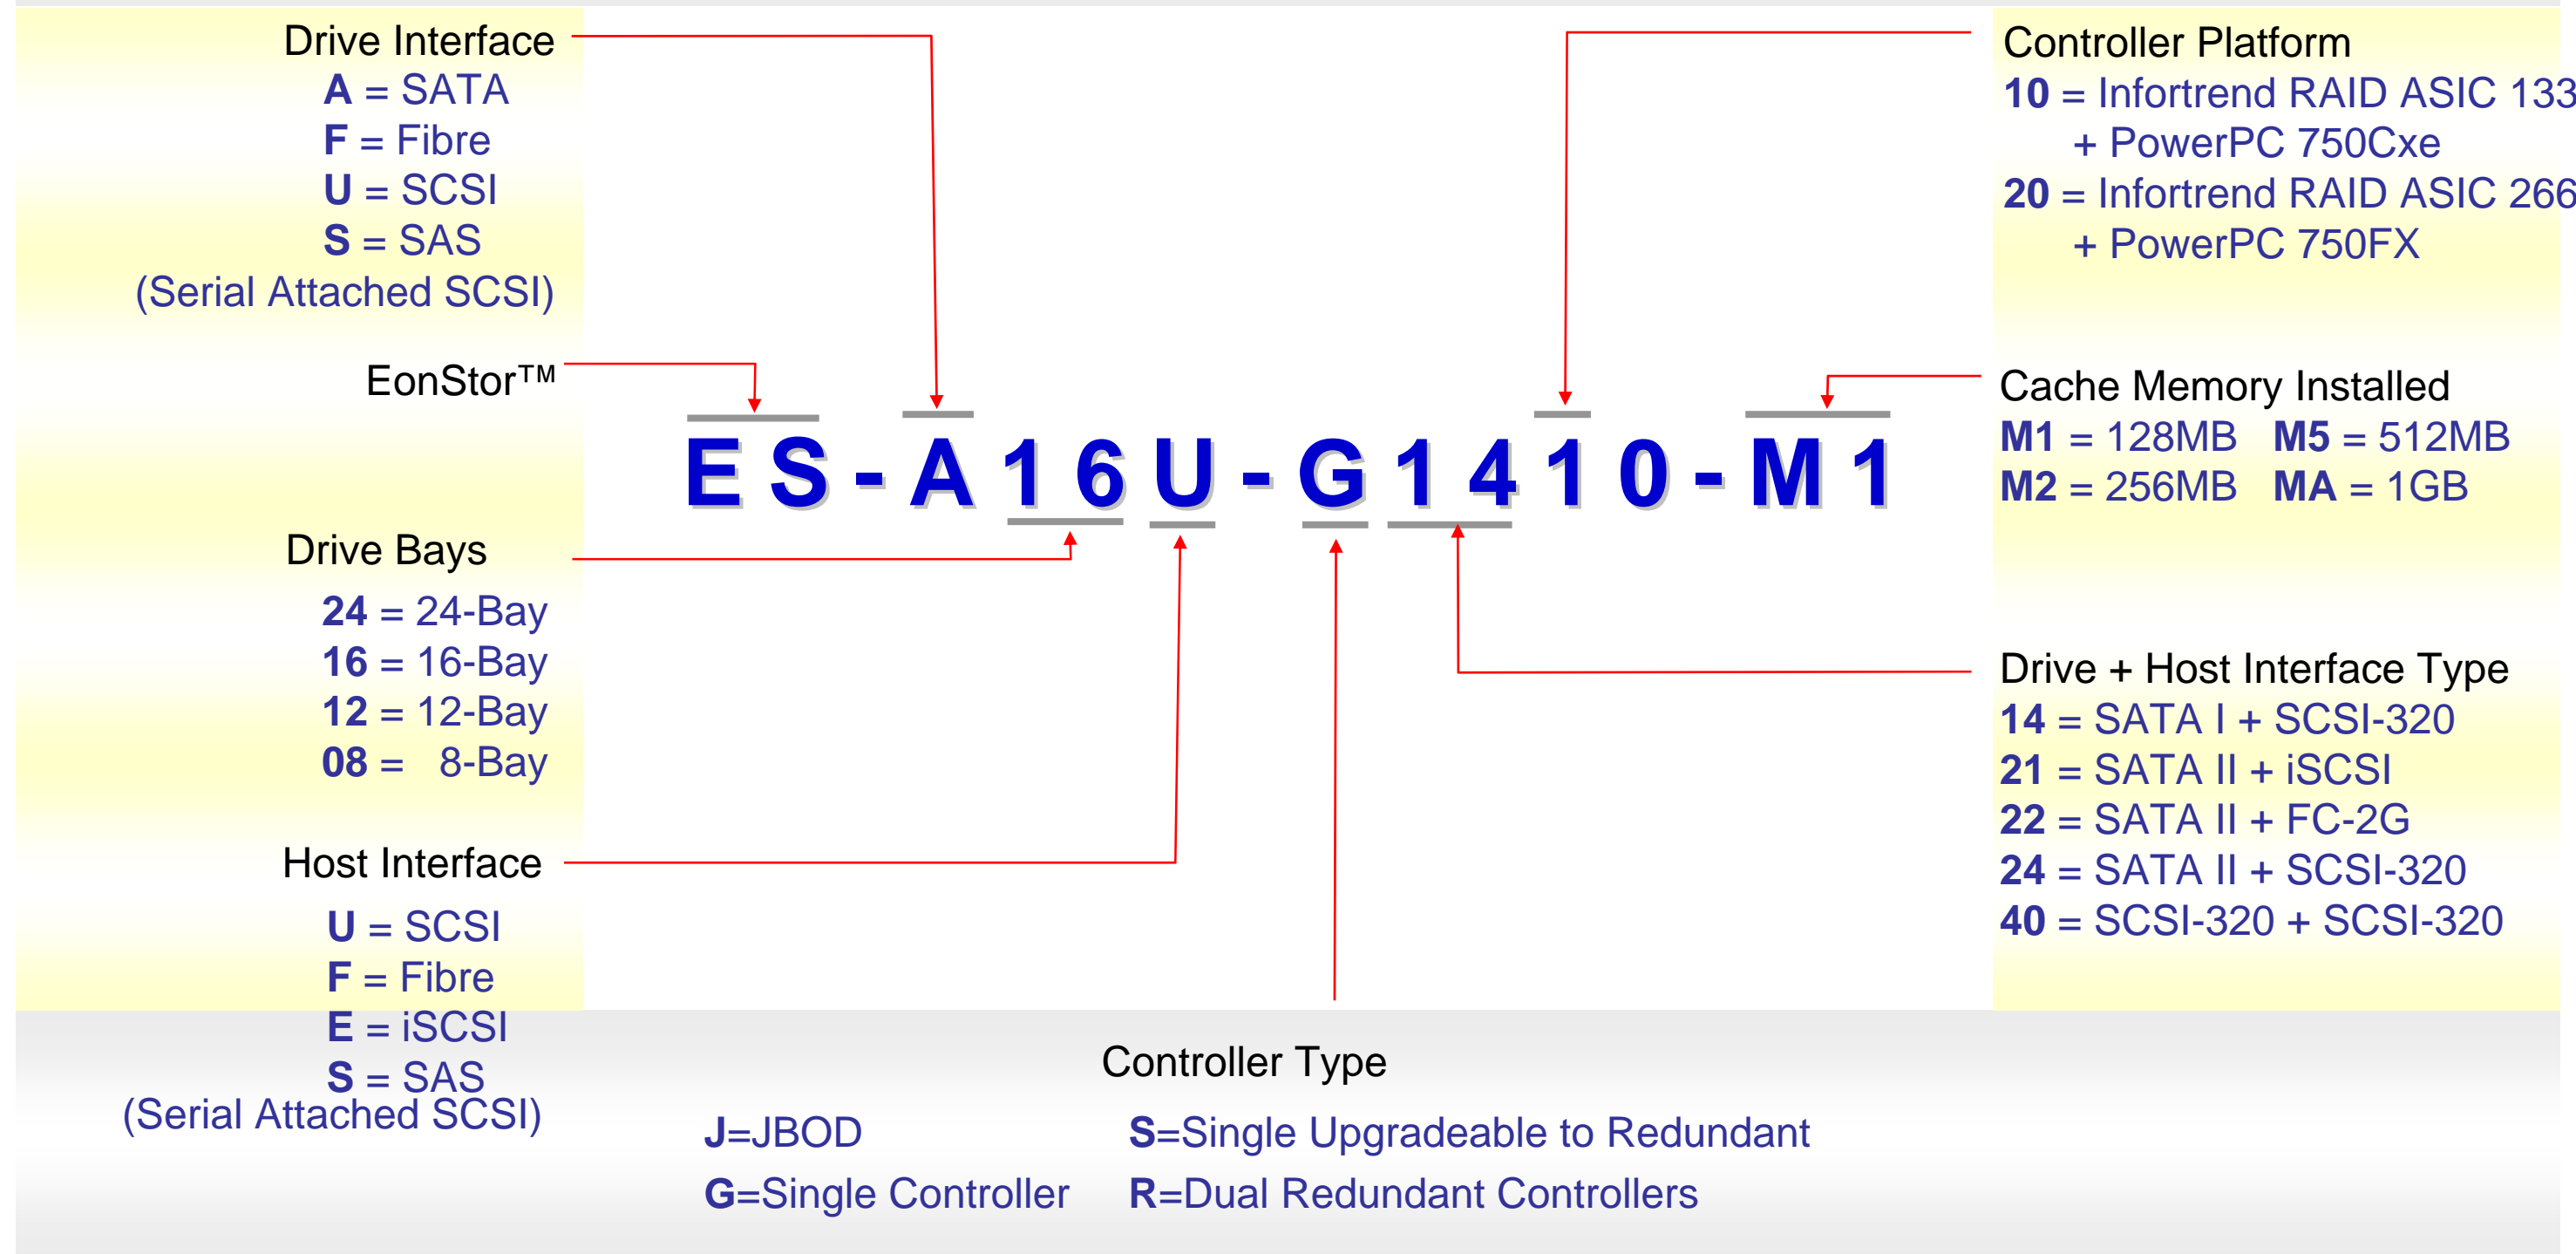 Drive Interface
A = SATA
F = Fibre
U = SCSI
S = SAS
(Serial Attached SCSI)
EonStor™
Drive Bays
24 = 24-Bay
16 = 16-Bay
12 = 12-Bay
08 = 8-Bay
Host Interface
U = SCSI
F = Fibre
E = iSCSI
S = SAS
(Serial Attached SCSI)
ES-A16U-G1410-M1
Controller Type
J=JBOD S=Single Upgradeable to Redundant
G=Single Controller R=Dual Redundant Controllers
Controller Platform
10 = Infortrend RAID ASIC 133
+ PowerPC 750Cxe
20 = Infortrend RAID ASIC 266
+ PowerPC 750FX
Cache Memory Installed
M1 = 128MB M5 = 512MB
M2 = 256MB MA = 1GB
Drive + Host Interface Type
14 = SATA I + SCSI-320
21 = SATA II + iSCSI
22 = SATA II + FC-2G
24 = SATA II + SCSI-320
40 = SCSI-320 + SCSI-320